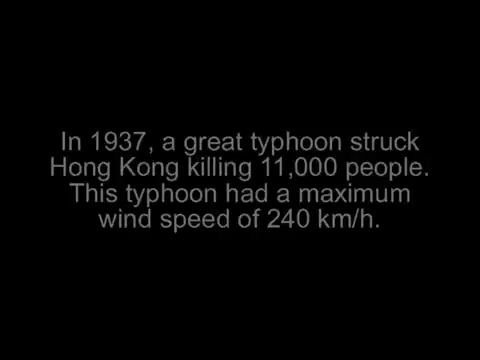 In 1937, a great typhoon struck
Hong Kong killing 11,000 people.
This typhoon had a maximum
wind speed of 240 km/h.